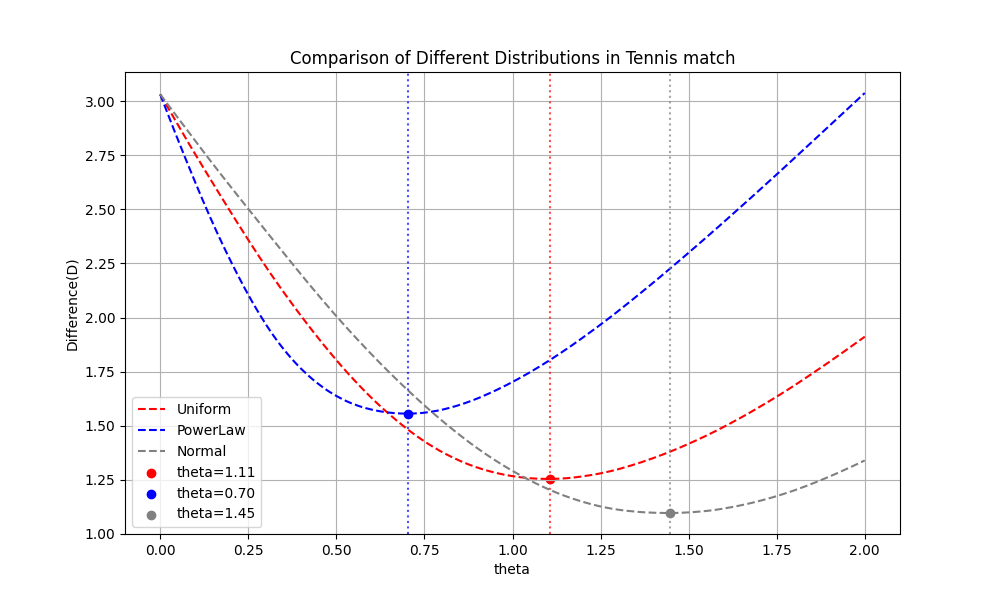 Comparison of Different Distributions in Tennis match
Difference(D)
3.00
2.75
2.50
2.25
2.00
1.75
1.50
1.25
1.00
Uniform
PowerLaw
Normal
theta=1.11
theta=0.70
theta=1.45
0.00 0.25 0.50 0.75 1.00 1.25 1.50 1.75 2.00
theta